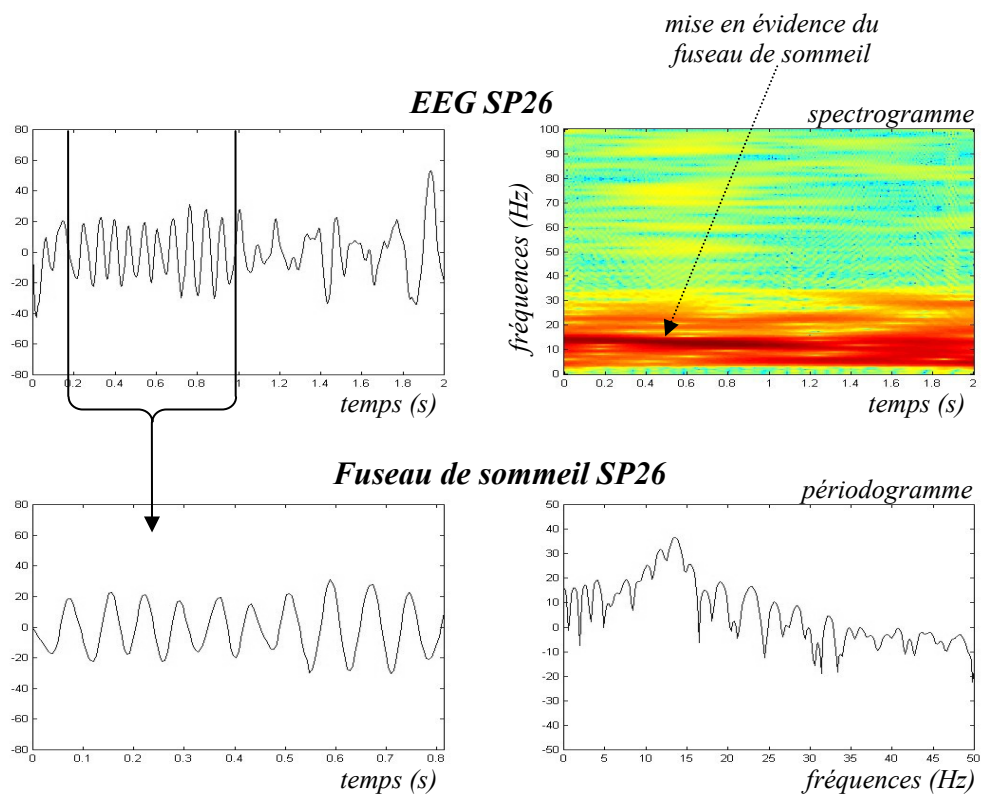 mise en évidence du
fuseau de sommeil
EEG SP26
spectrogramme
80
60
40
20
0
-20
-40
-60
-80
0 0.2 0.4 0.6 0.8 1 1.2 1.4 1.6 1.8 2
temps (s)
fréquences (Hz)
100
90
80
70
60
50
40
30
20
10
0
0 0.2 0.4 0.6 0.8 1 1.2 1.4 1.6 1.8 2
temps (s)
Fuseau de sommeil SP26
périodogramme
80
60
40
20
0
-20
-40
-60
-80
0 0.1 0.2 0.3 0.4 0.5 0.6 0.7 0.8
temps (s)
50
40
30
20
10
0
-10
-20
-30
-40
-50
0 5 10 15 20 25 30 35 40 45 50
fréquences (Hz)